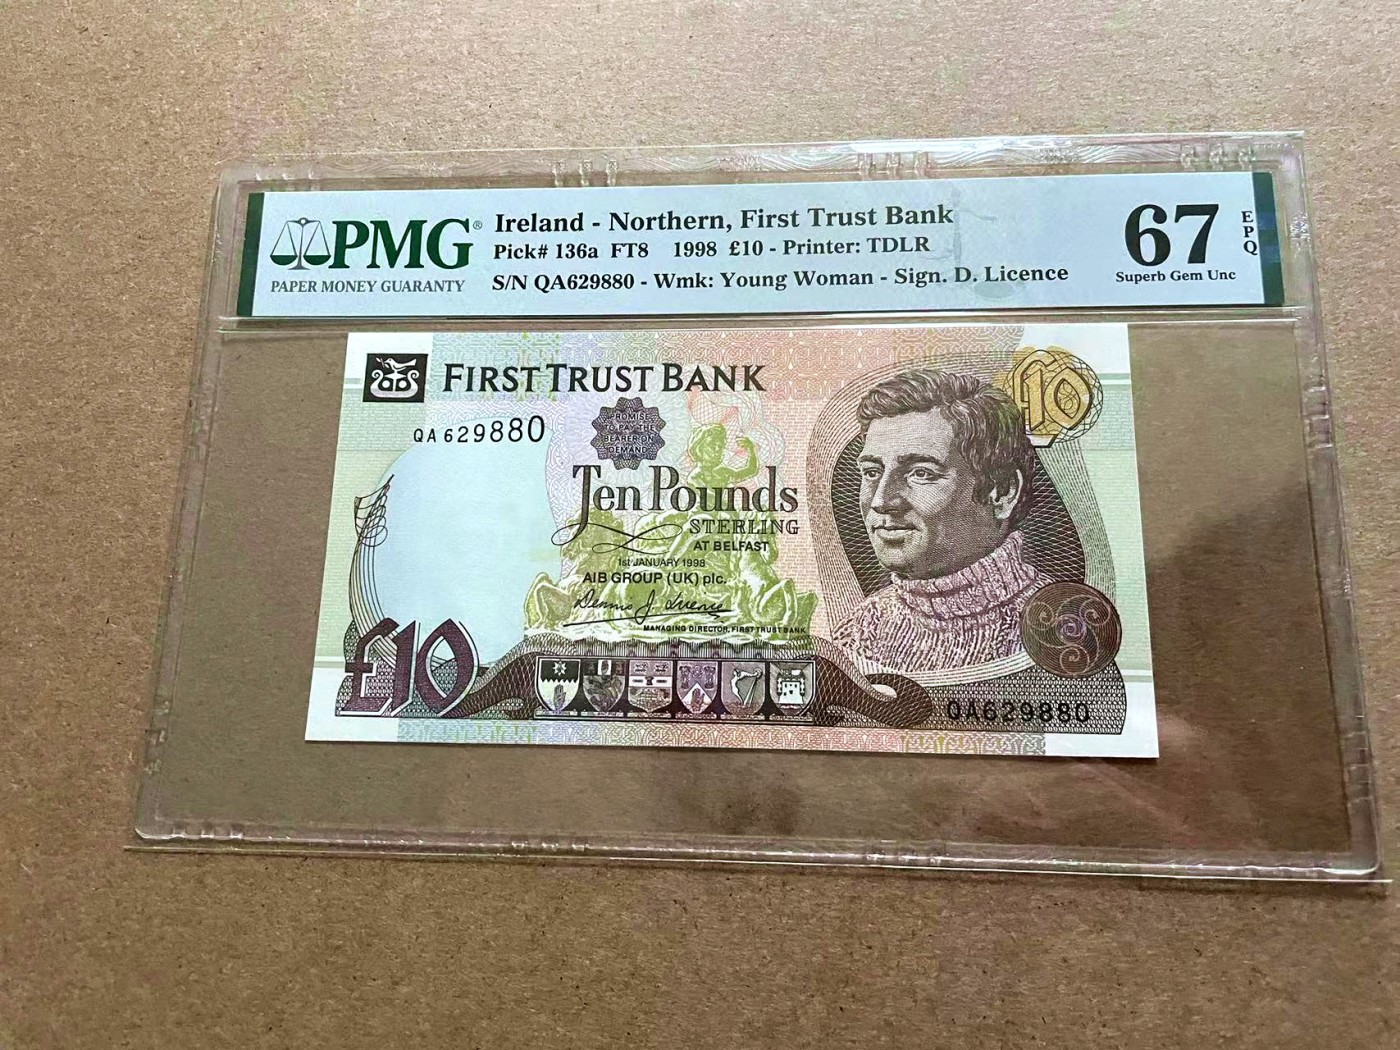 PMG®
PAPER MONEY GUARANTY
Ireland - Northern, First Trust Bank
Pick# 136a FT8 1998 £10 - Printer: TDLR
S/N QA629880 - Wmk: Young Woman - Sign. D. Licence
67
EPQ
Superb Gem Unc
FIRST TRUST BANK
10
QA 629880
PROMISE
TO PAY THE
BEARER ON
DEMAND
Ten Pounds
STERLING
AT BELFAST
1st JANUARY 1998
AIB GROUP (UK) plc.
MANAGING DIRECTOR, FIRST TRUST BANK
£10
QA629880